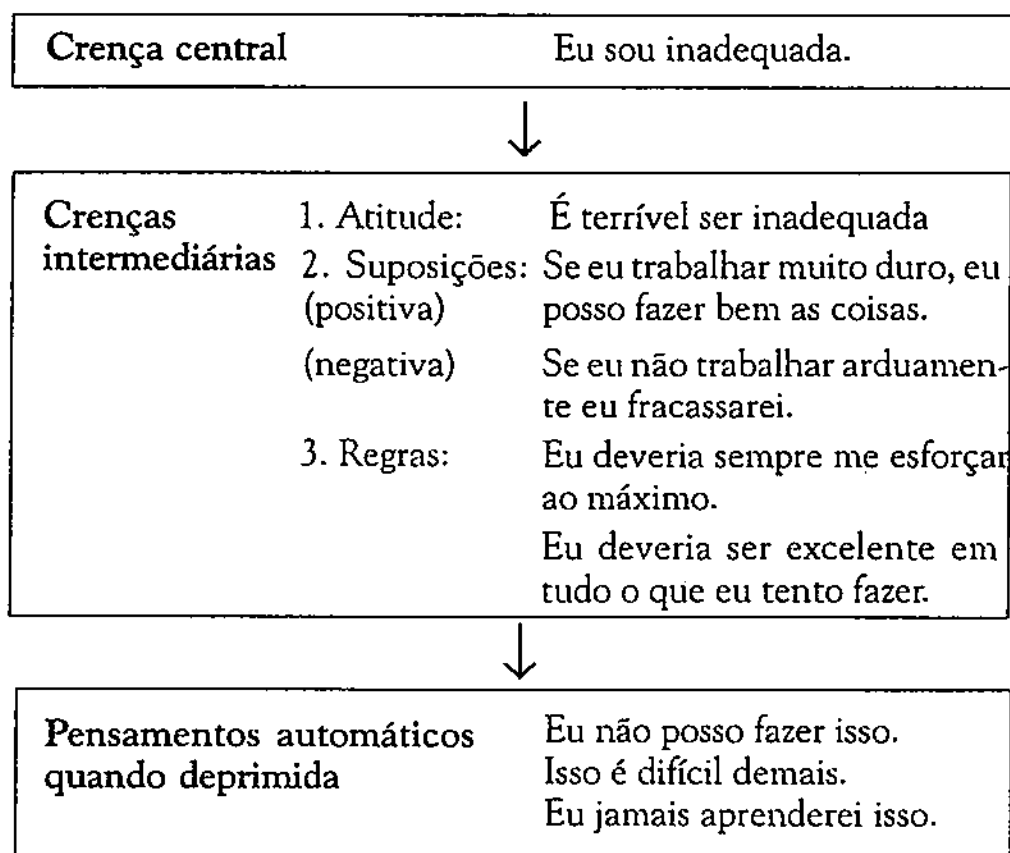 Crença central Eu sou inadequada.
Crenças intermediárias 1. Atitude: É terrível ser inadequada
2. Suposições: (positiva) Se eu trabalhar muito duro, eu
posso fazer bem as coisas.
(negativa) Se eu não trabalhar arduamen-
te eu fracassarei.
3. Regras: Eu deveria sempre me esforçar
ao máximo.
Eu deveria ser excelente em
tudo o que eu tento fazer.
Pensamentos automáticos
quando deprimida
Eu não posso fazer isso.
Isso é difícil demais.
Eu jamais aprenderei isso.